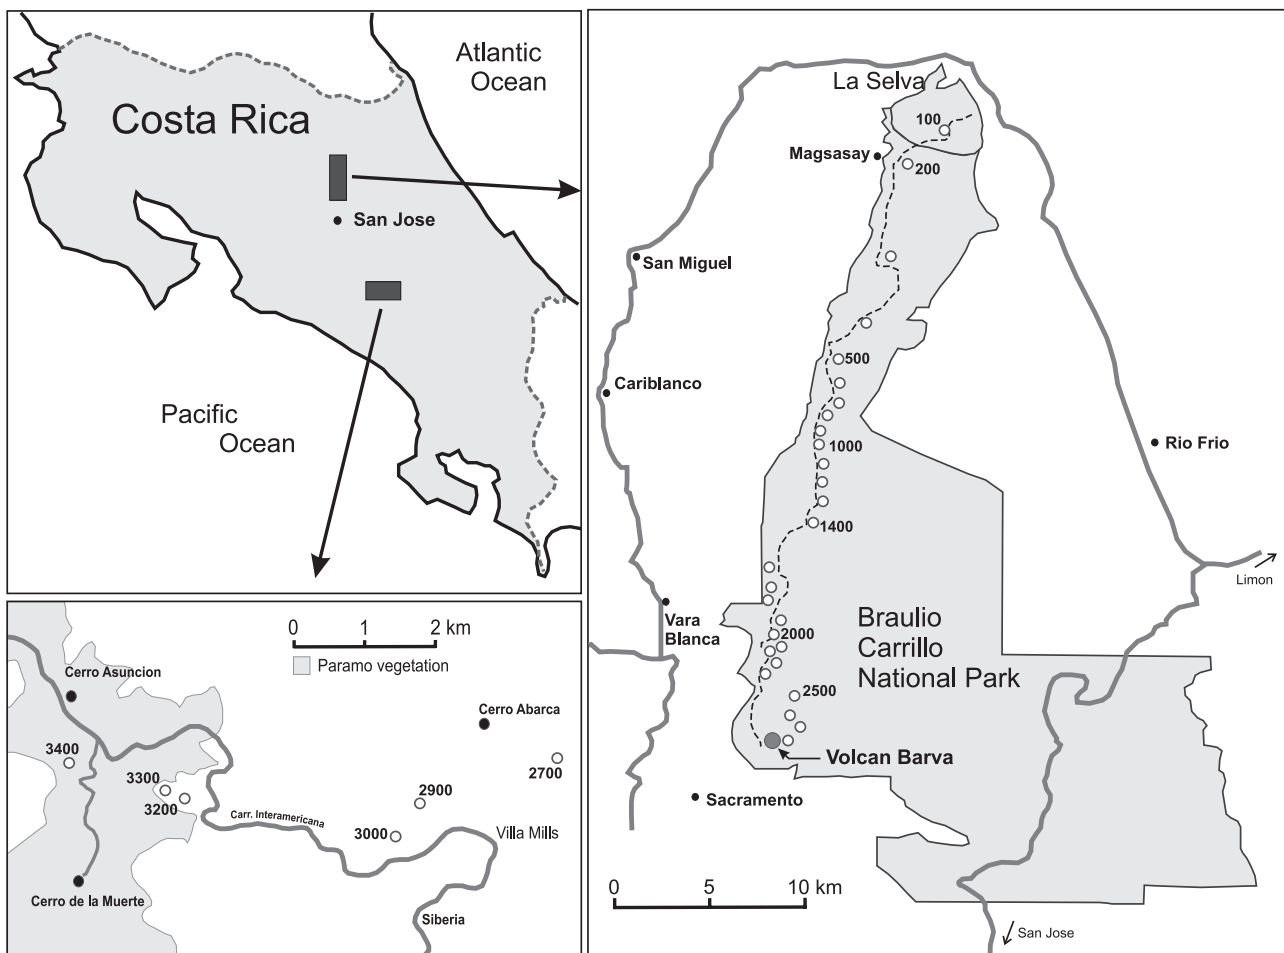 Atlantic
Ocean
Costa Rica
San Jose
Pacific
Ocean
0 1 2 km
Paramo vegetation
Cerro Asuncion
Cerro Abarca
3400
3300
3200
2700
2900
3000
Carr. Interamericana
Villa Mills
Cerro de la Muerte
Siberia
La Selva
100
Magsasay
200
San Miguel
500
Cariblanco
1000
Rio Frio
1400
Limon
Vara
Blanca
2000
Braulio
Carrillo
National Park
2500
Volcan Barva
Sacramento
0 5 10 km
San Jose